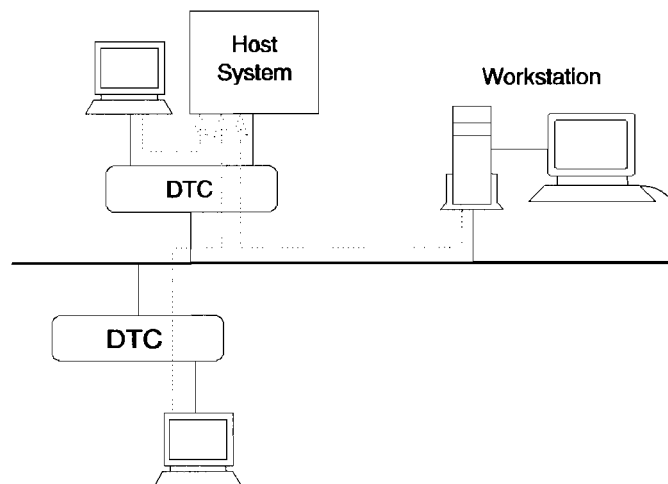 Host
System
Workstation
DTC
DTC